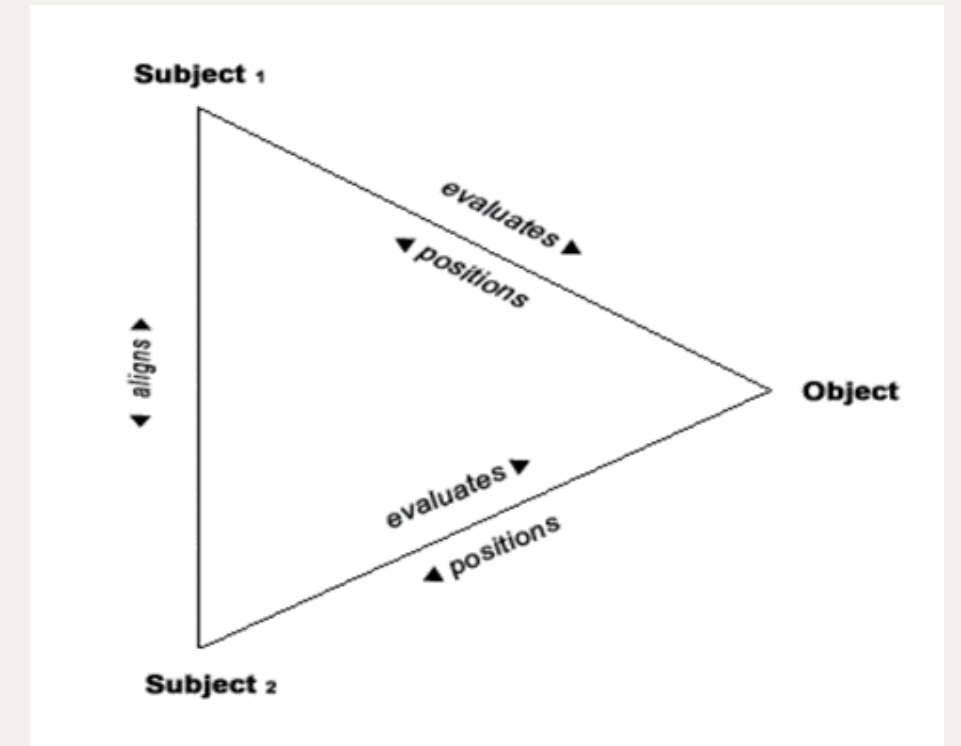 Subject 1
evaluates ►
◄ positions
◄ aligns ►
Object
evaluates ►
◄ positions
Subject 2